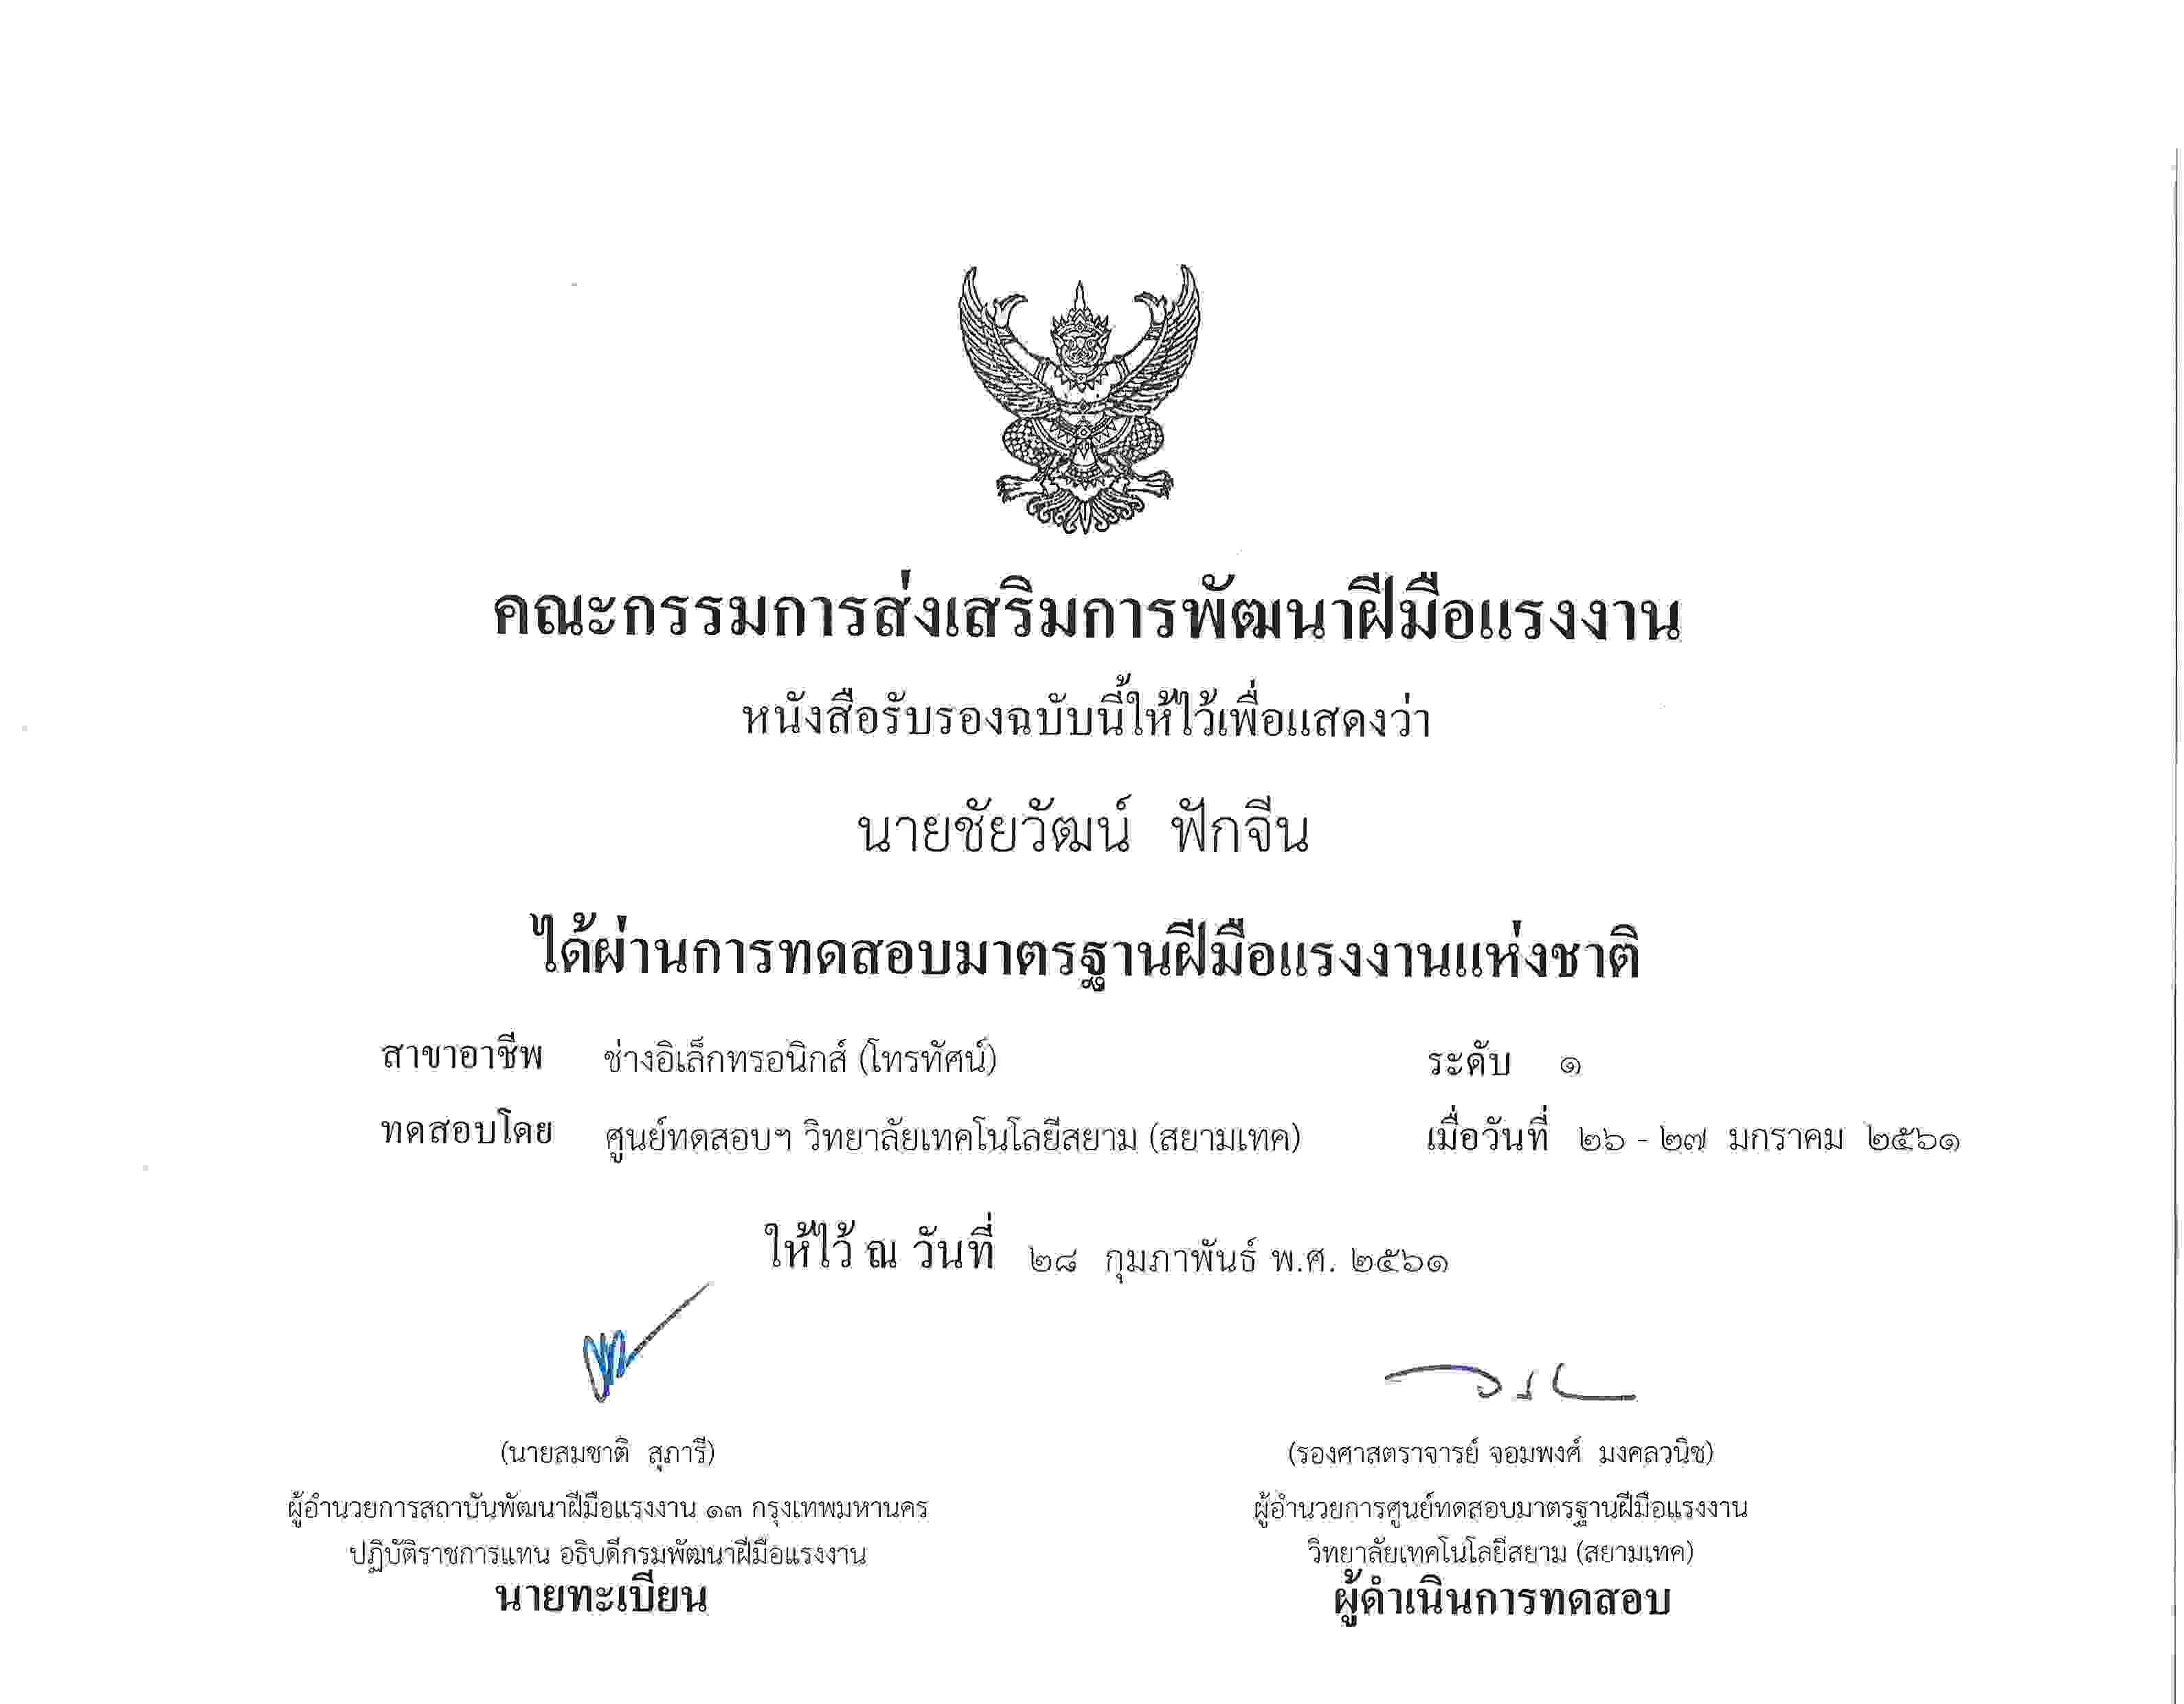 คณะกรรมการส่งเสริมการพัฒนาฝีมือแรงงาน
หนังสือรับรองฉบับนี้ให้ไว้เพื่อแสดงว่า
นายชัยวัฒน์ ฟักจีน
ได้ผ่านการทดสอบมาตรฐานฝีมือแรงงานแห่งชาติ
สาขาอาชีพ ช่างอิเล็กทรอนิกส์ (โทรทัศน์) ระดับ ๑
ทดสอบโดย ศูนย์ทดสอบฯ วิทยาลัยเทคโนโลยีสยาม (สยามเทค) เมื่อวันที่ ๒๖ - ๒๗ มกราคม ๒๕๖๑
ให้ไว้ ณ วันที่ ๒๘ กุมภาพันธ์ พ.ศ. ๒๕๖๑
(นายสมชาติ สุภารี) (รองศาสตราจารย์ จอมพงศ์ มงคลวนิช)
ผู้อำนวยการสถาบันพัฒนาฝีมือแรงงาน ๑๓ กรุงเทพมหานคร ผู้อำนวยการศูนย์ทดสอบมาตรฐานฝีมือแรงงาน
ปฏิบัติราชการแทน อธิบดีกรมพัฒนาฝีมือแรงงาน วิทยาลัยเทคโนโลยีสยาม (สยามเทค)
นายทะเบียน ผู้ดำเนินการทดสอบ